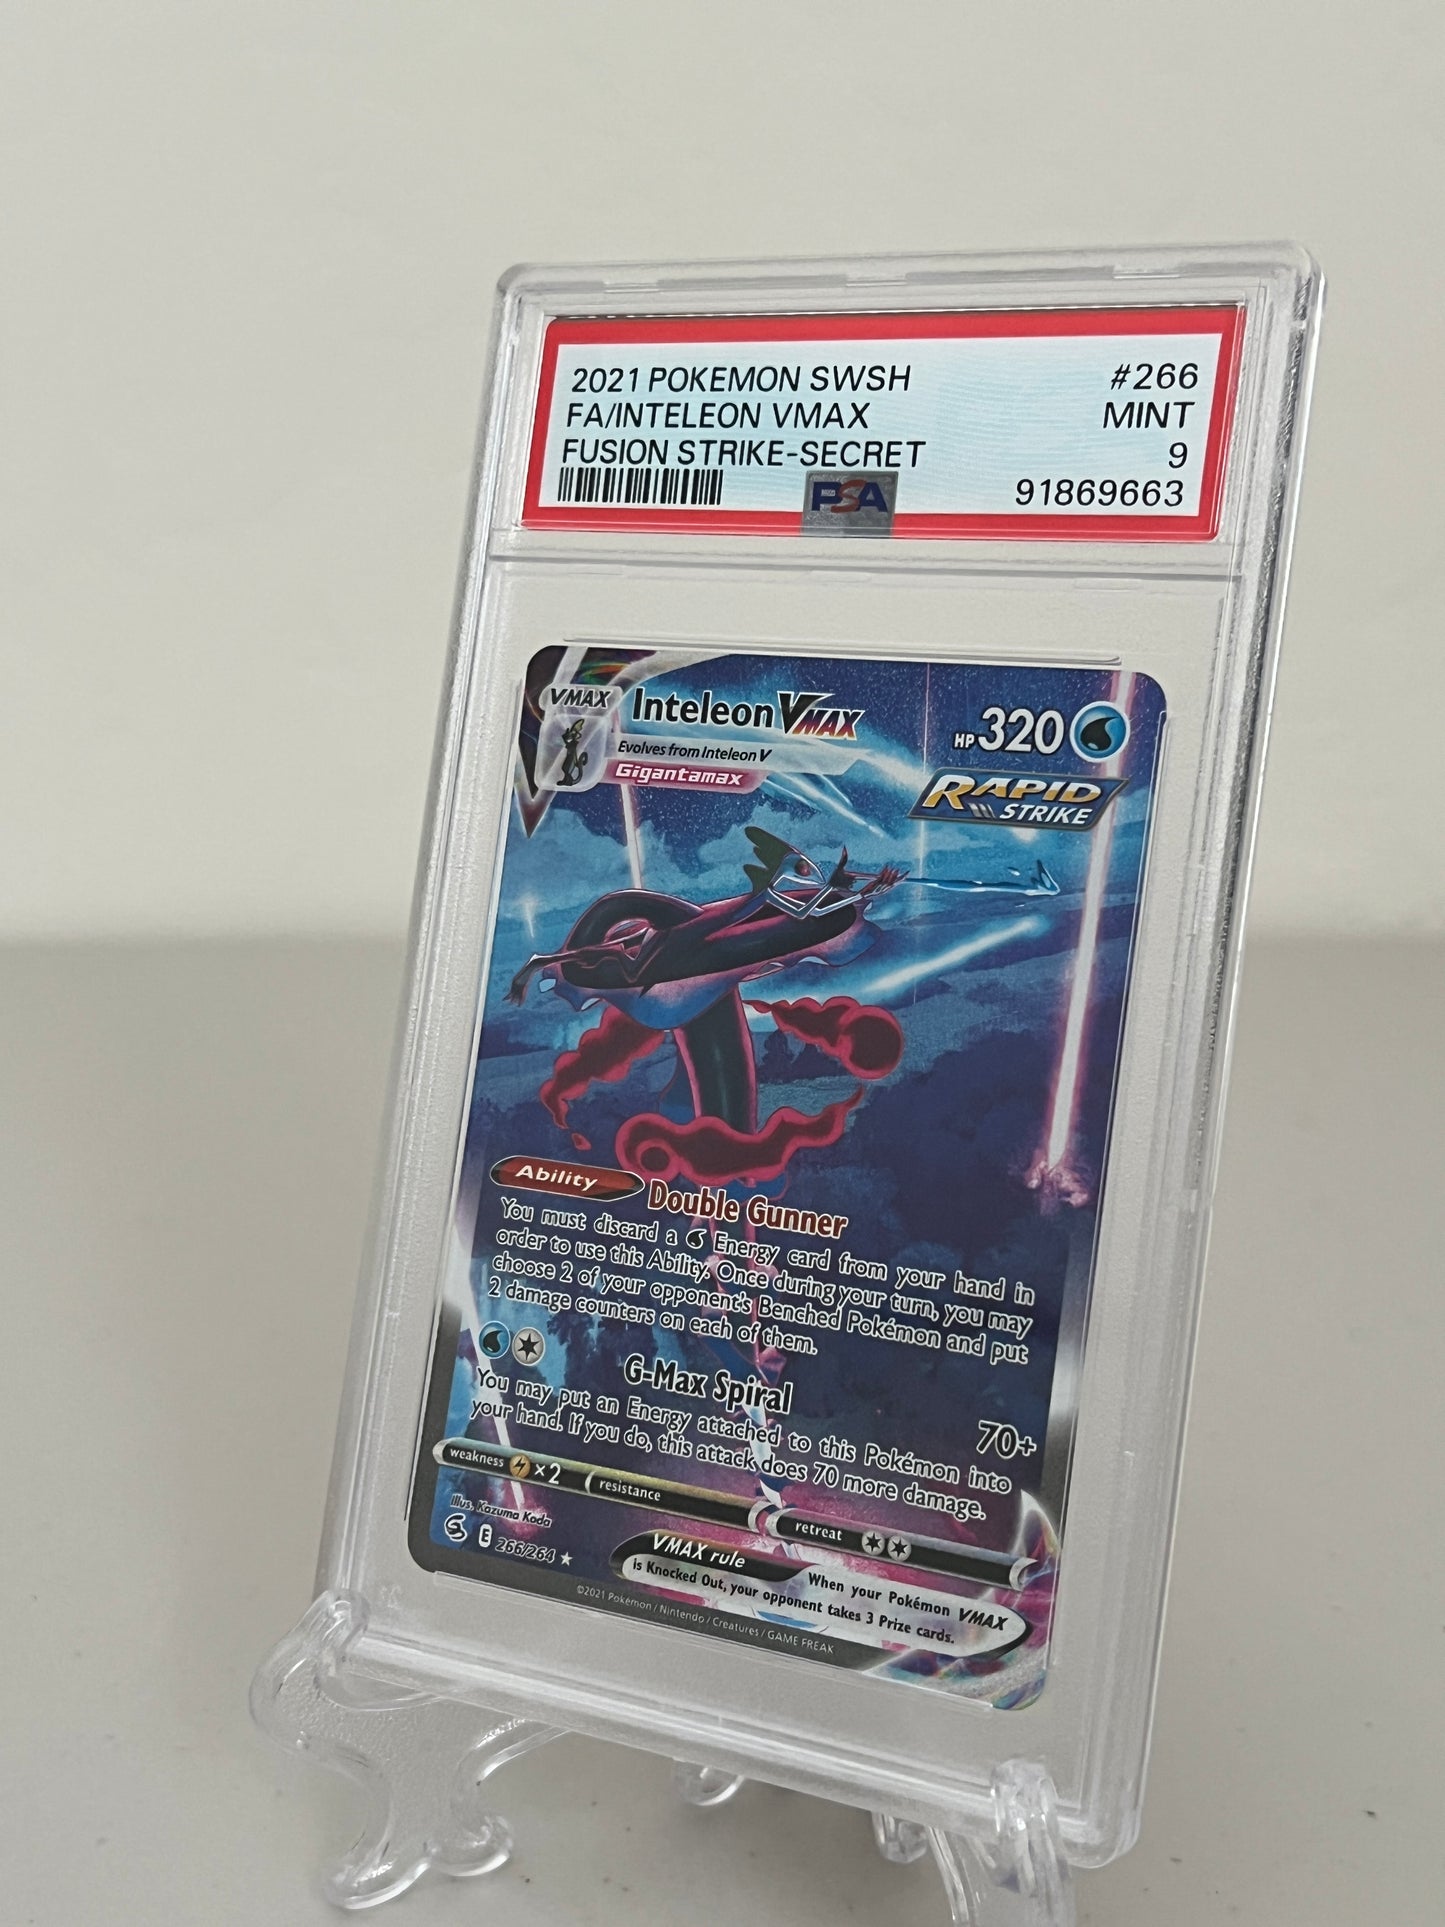 2021 POKEMON SWSH #266
FA/INTELEON VMAX MINT
FUSION STRIKE-SECRET 9
PSA 91869663
VMAX Inteleon VMAX HP 320
Evolves from Inteleon V
Gigantamax
RAPID STRIKE
Ability Double Gunner
You must discard a Energy card from your hand in
order to use this Ability. Once during your turn, you may
choose 2 of your opponent's Benched Pokémon and put
2 damage counters on each of them.
G-Max Spiral 70+
You may put an Energy attached to this Pokémon into
your hand. If you do, this attack does 70 more damage.
weakness ×2 resistance retreat
Illus. Kazuma Koda
E 266/264 ★
VMAX rule When your Pokémon VMAX
is Knocked Out, your opponent takes 3 Prize cards.
©2021 Pokémon / Nintendo / Creatures / GAME FREAK